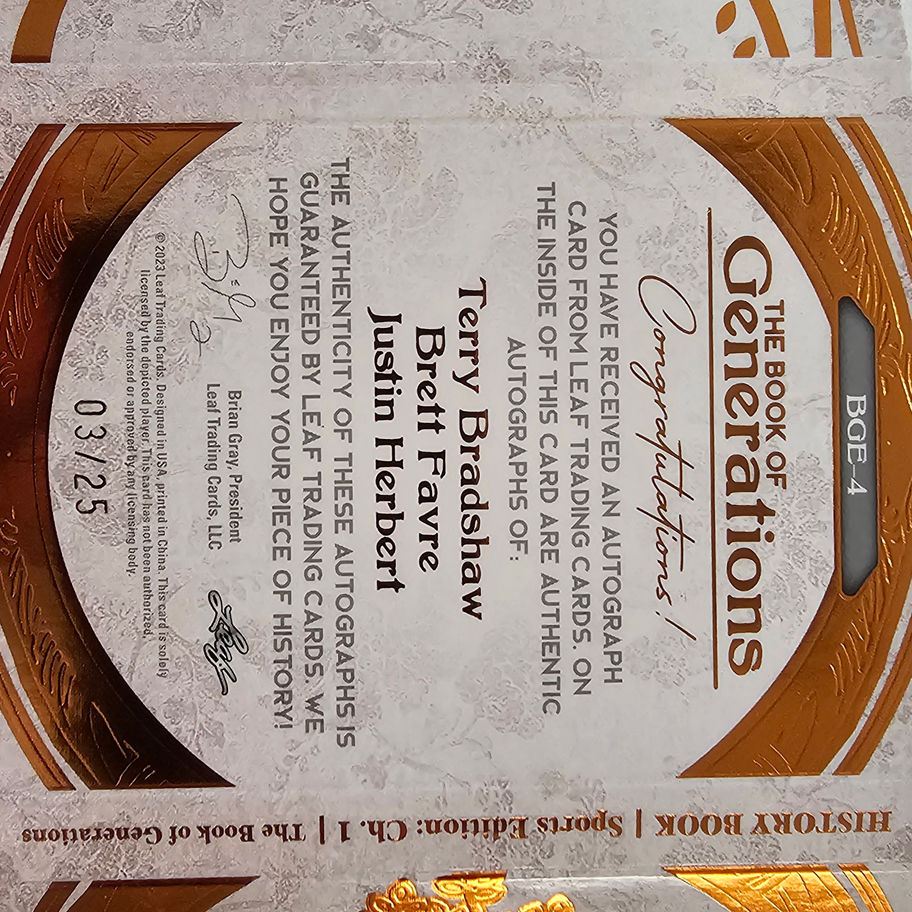 BGE-4
THE BOOK OF
Generations
Congratulations!
YOU HAVE RECEIVED AN AUTOGRAPH
CARD FROM LEAF TRADING CARDS. ON
THE INSIDE OF THIS CARD ARE AUTHENTIC
AUTOGRAPHS OF:
Terry Bradshaw
Brett Favre
Justin Herbert
THE AUTHENTICITY OF THESE AUTOGRAPHS IS
GUARANTEED BY LEAF TRADING CARDS. WE
HOPE YOU ENJOY YOUR PIECE OF HISTORY!
Brian Gray, President
Leaf Trading Cards, LLC
Leaf
© 2023 Leaf Trading Cards. Designed in USA, printed in China. This card is solely
licensed by the depicted player. This card has not been authorized,
endorsed or approved by any licensing body.
03/25
HISTORY BOOK | Sports Edition: Ch. 1 | The Book of Generations